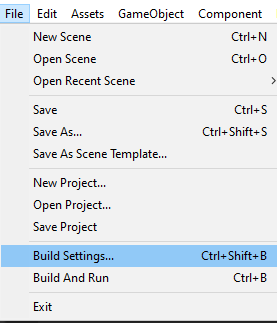 File Edit Assets GameObject Component
New Scene Ctrl+N
Open Scene Ctrl+O
Open Recent Scene
Save Ctrl+S
Save As... Ctrl+Shift+S
Save As Scene Template...
New Project...
Open Project...
Save Project
Build Settings... Ctrl+Shift+B
Build And Run Ctrl+B
Exit